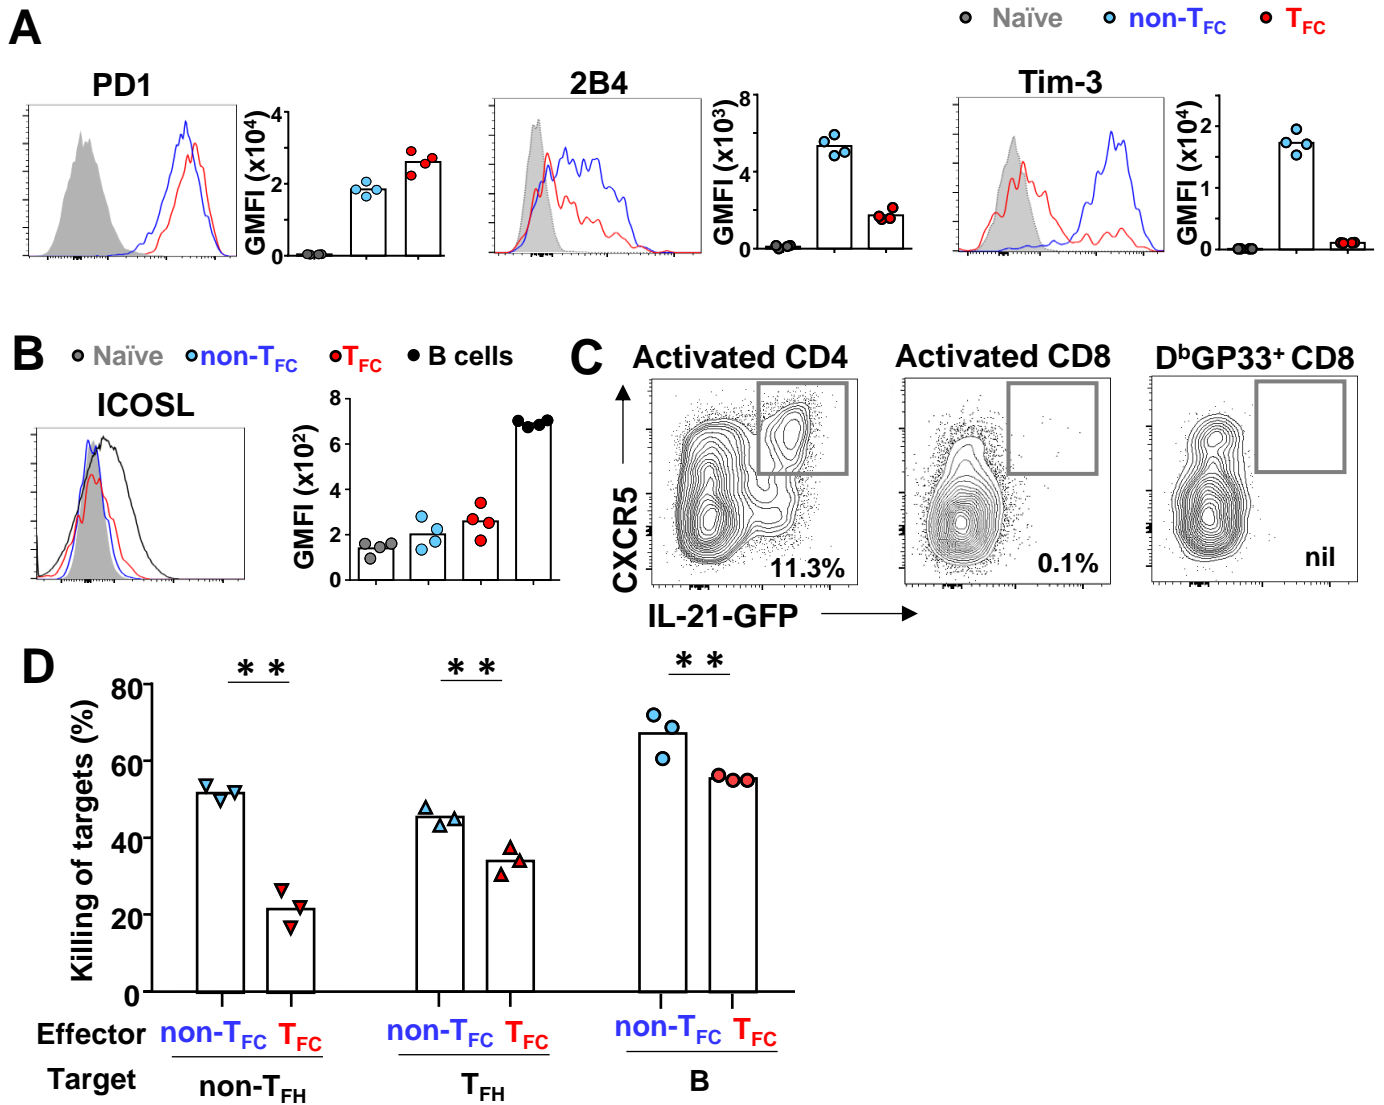 A
Naïve non-TFC TFC
PD1
GMFI (x10⁴)
4
2
0
2B4
GMFI (x10³)
8
4
0
Tim-3
GMFI (x10⁴)
2
1
0
B
Naïve non-TFC TFC B cells
ICOSL
GMFI (x10²)
8
6
4
2
0
C
Activated CD4 Activated CD8 DᵇGP33⁺ CD8
CXCR5
11.3% 0.1% nil
IL-21-GFP
D
** ** **
Killing of targets (%)
80
60
40
20
0
Effector non-TFC TFC non-TFC TFC non-TFC TFC
Target non-TFH TFH B